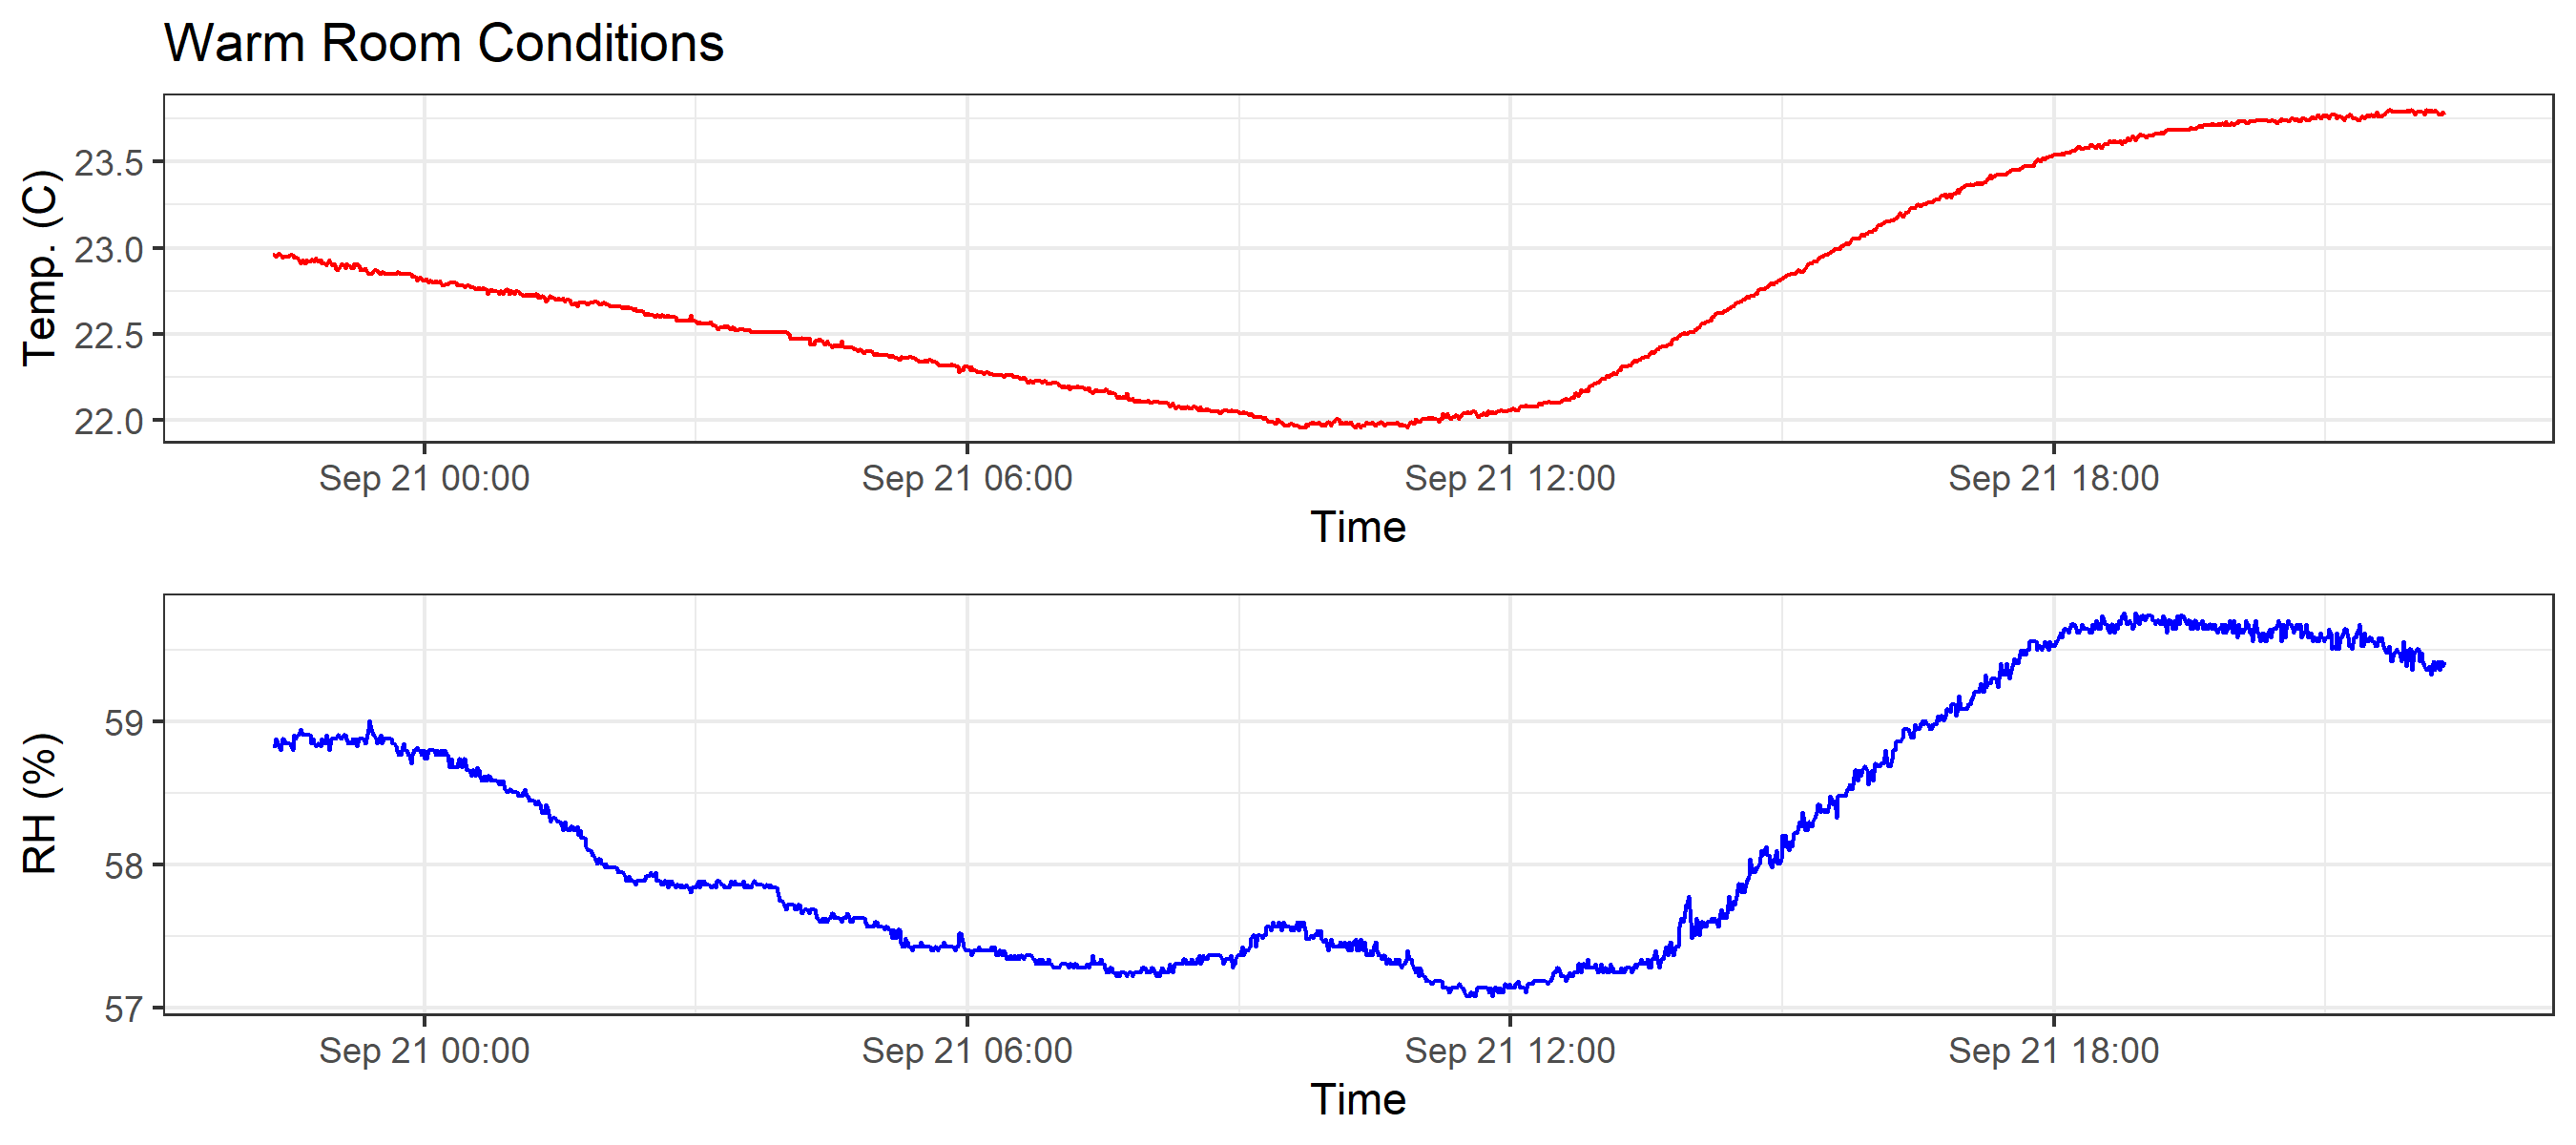 Warm Room Conditions
Temp. (C)
23.5
23.0
22.5
22.0
Sep 21 00:00 Sep 21 06:00 Sep 21 12:00 Sep 21 18:00
Time
RH (%)
59
58
57
Sep 21 00:00 Sep 21 06:00 Sep 21 12:00 Sep 21 18:00
Time